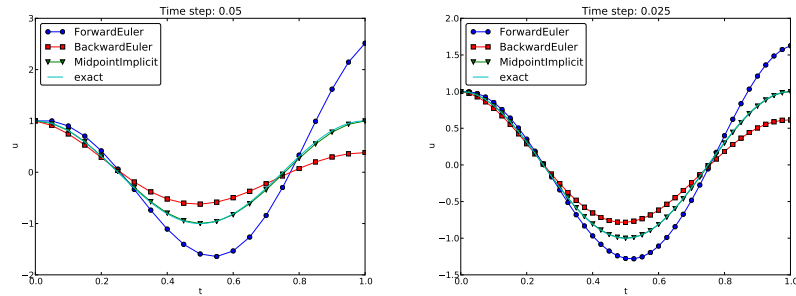 Time step: 0.05
3
2
1
0
−1
−2
u
ForwardEuler
BackwardEuler
MidpointImplicit
exact
0.0
0.2
0.4
0.6
0.8
1.0
t
Time step: 0.025
2.0
1.5
1.0
0.5
0.0
−0.5
−1.0
−1.5
u
ForwardEuler
BackwardEuler
MidpointImplicit
exact
0.0
0.2
0.4
0.6
0.8
1.0
t